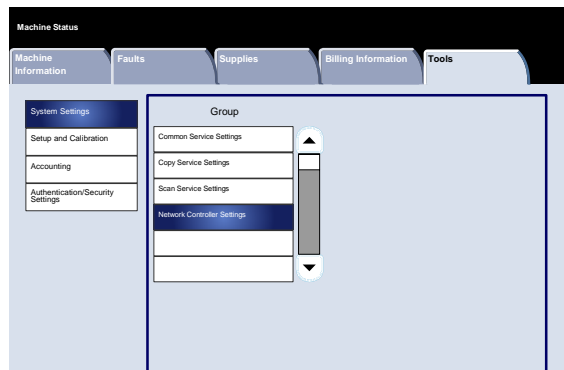 Machine Status
Machine
Information
Faults
Supplies
Billing Information
Tools
System Settings
Setup and Calibration
Accounting
Authentication/Security
Settings
Group
Common Service Settings
Copy Service Settings
Scan Service Settings
Network Controller Settings